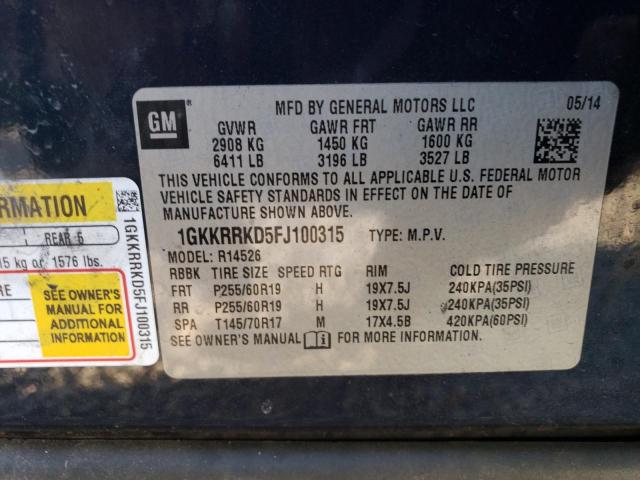 GM
MFD BY GENERAL MOTORS LLC 05/14
GVWR GAWR FRT GAWR RR
2908 KG 1450 KG 1600 KG
6411 LB 3196 LB 3527 LB
THIS VEHICLE CONFORMS TO ALL APPLICABLE U.S. FEDERAL MOTOR
VEHICLE SAFETY STANDARDS IN EFFECT ON THE DATE OF
MANUFACTURE SHOWN ABOVE.
1GKKRRKD5FJ100315 TYPE: M.P.V.
MODEL: R14526
RBBK TIRE SIZE SPEED RTG RIM COLD TIRE PRESSURE
FRT P255/60R19 H 19X7.5J 240KPA(35PSI)
RR P255/60R19 H 19X7.5J 240KPA(35PSI)
SPA T145/70R17 M 17X4.5B 420KPA(60PSI)
SEE OWNER'S MANUAL FOR MORE INFORMATION.
REAR 5
kg or 1576 lbs.
SEE OWNER'S
MANUAL FOR
ADDITIONAL
INFORMATION
1GKKRRKD5FJ100315